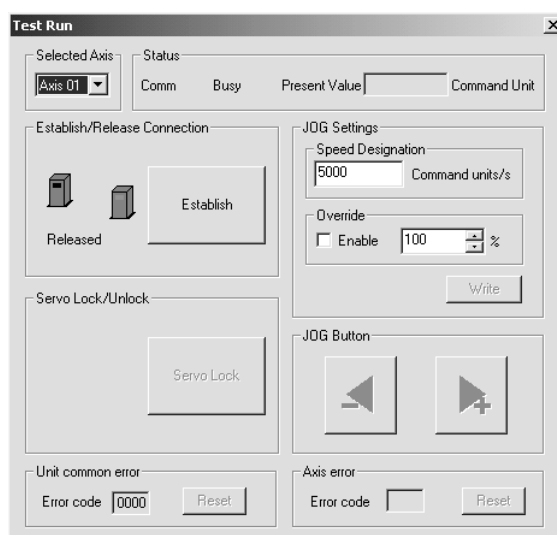 Test Run
Selected Axis
Axis 01
Status
Comm Busy Present Value Command Unit
Establish/Release Connection
Released
Establish
JOG Settings
Speed Designation
5000 Command units/s
Override
Enable 100 %
Write
Servo Lock/Unlock
Servo Lock
JOG Button
- +
Unit common error
Error code 0000 Reset
Axis error
Error code Reset